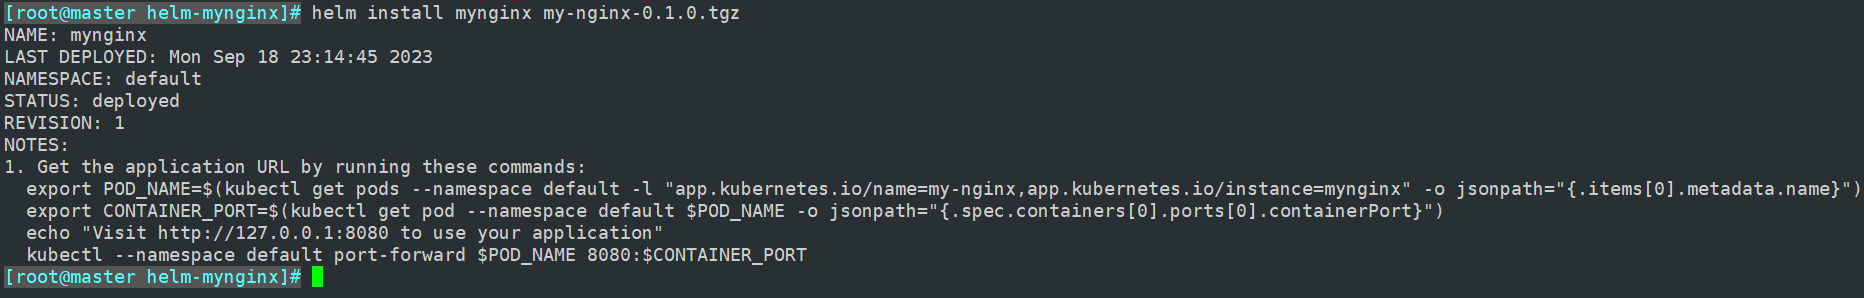 [root@master helm-mynginx]# helm install mynginx my-nginx-0.1.0.tgz
NAME: mynginx
LAST DEPLOYED: Mon Sep 18 23:14:45 2023
NAMESPACE: default
STATUS: deployed
REVISION: 1
NOTES:
1. Get the application URL by running these commands:
  export POD_NAME=$(kubectl get pods --namespace default -l "app.kubernetes.io/name=my-nginx,app.kubernetes.io/instance=mynginx" -o jsonpath="{.items[0].metadata.name}")
  export CONTAINER_PORT=$(kubectl get pod --namespace default $POD_NAME -o jsonpath="{.spec.containers[0].ports[0].containerPort}")
  echo "Visit http://127.0.0.1:8080 to use your application"
  kubectl --namespace default port-forward $POD_NAME 8080:$CONTAINER_PORT
[root@master helm-mynginx]#